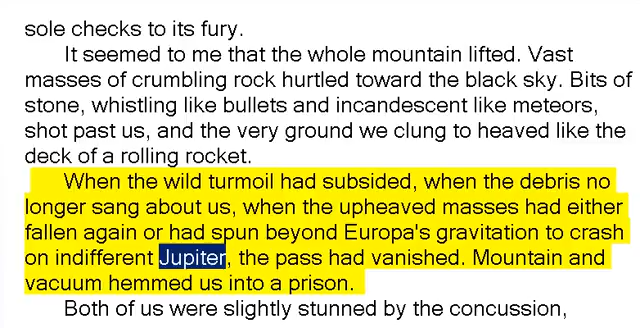 sole checks to its fury.
It seemed to me that the whole mountain lifted. Vast
masses of crumbling rock hurtled toward the black sky. Bits of
stone, whistling like bullets and incandescent like meteors,
shot past us, and the very ground we clung to heaved like the
deck of a rolling rocket.
When the wild turmoil had subsided, when the debris no
longer sang about us, when the upheaved masses had either
fallen again or had spun beyond Europa's gravitation to crash
on indifferent Jupiter, the pass had vanished. Mountain and
vacuum hemmed us into a prison.
Both of us were slightly stunned by the concussion,